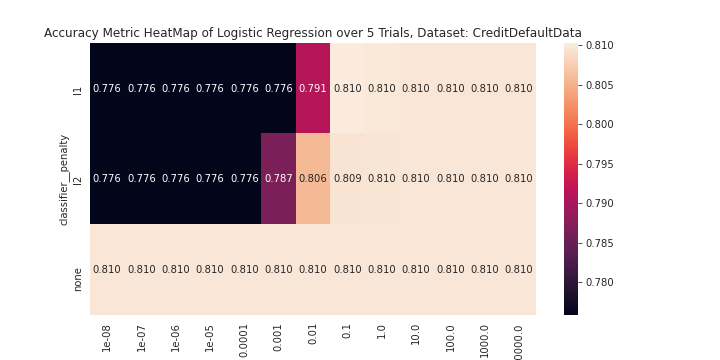 Accuracy Metric HeatMap of Logistic Regression over 5 Trials, Dataset: CreditDefaultData
classifier__penalty
l1
0.776 0.776 0.776 0.776 0.776 0.776 0.791 0.810 0.810 0.810 0.810 0.810 0.810
l2
0.776 0.776 0.776 0.776 0.776 0.787 0.806 0.809 0.810 0.810 0.810 0.810 0.810
none
0.810 0.810 0.810 0.810 0.810 0.810 0.810 0.810 0.810 0.810 0.810 0.810 0.810
1e-08 1e-07 1e-06 1e-05 0.0001 0.001 0.01 0.1 1.0 10.0 100.0 1000.0 0000.0
0.810
0.805
0.800
0.795
0.790
0.785
0.780